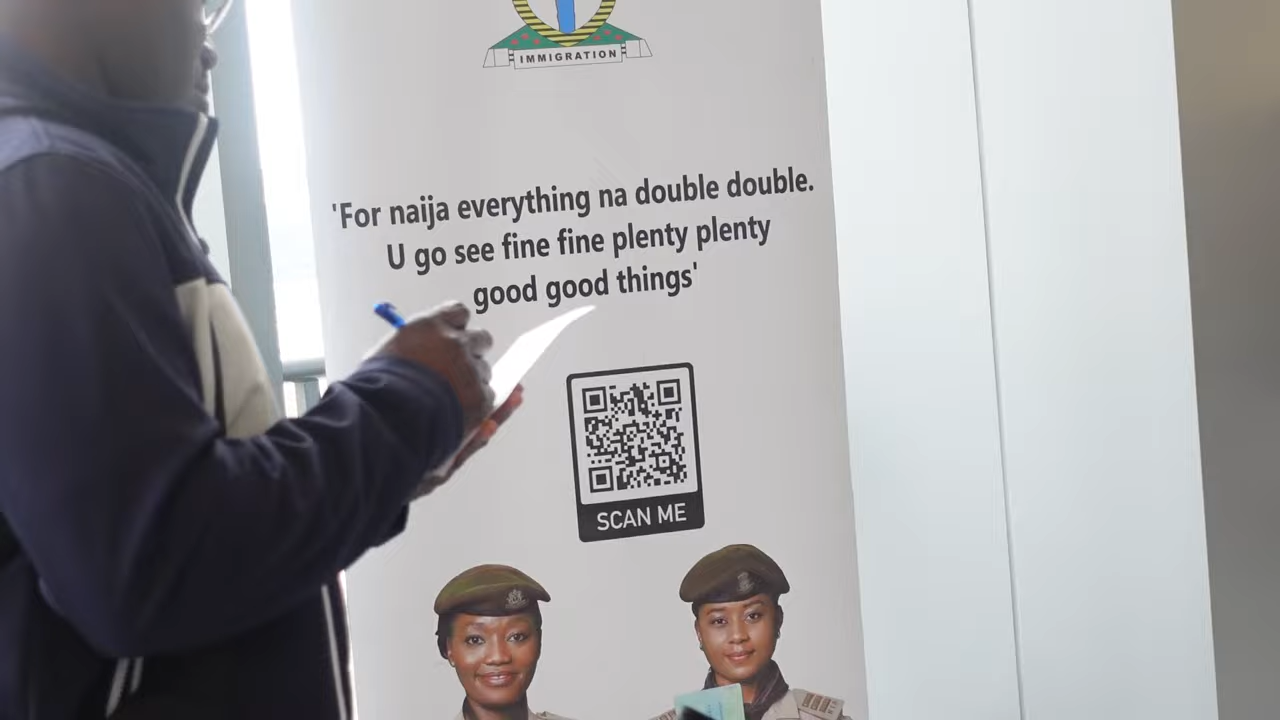 IMMIGRATION
'For naija everything na double double.
U go see fine fine plenty plenty
good good things'
SCAN ME